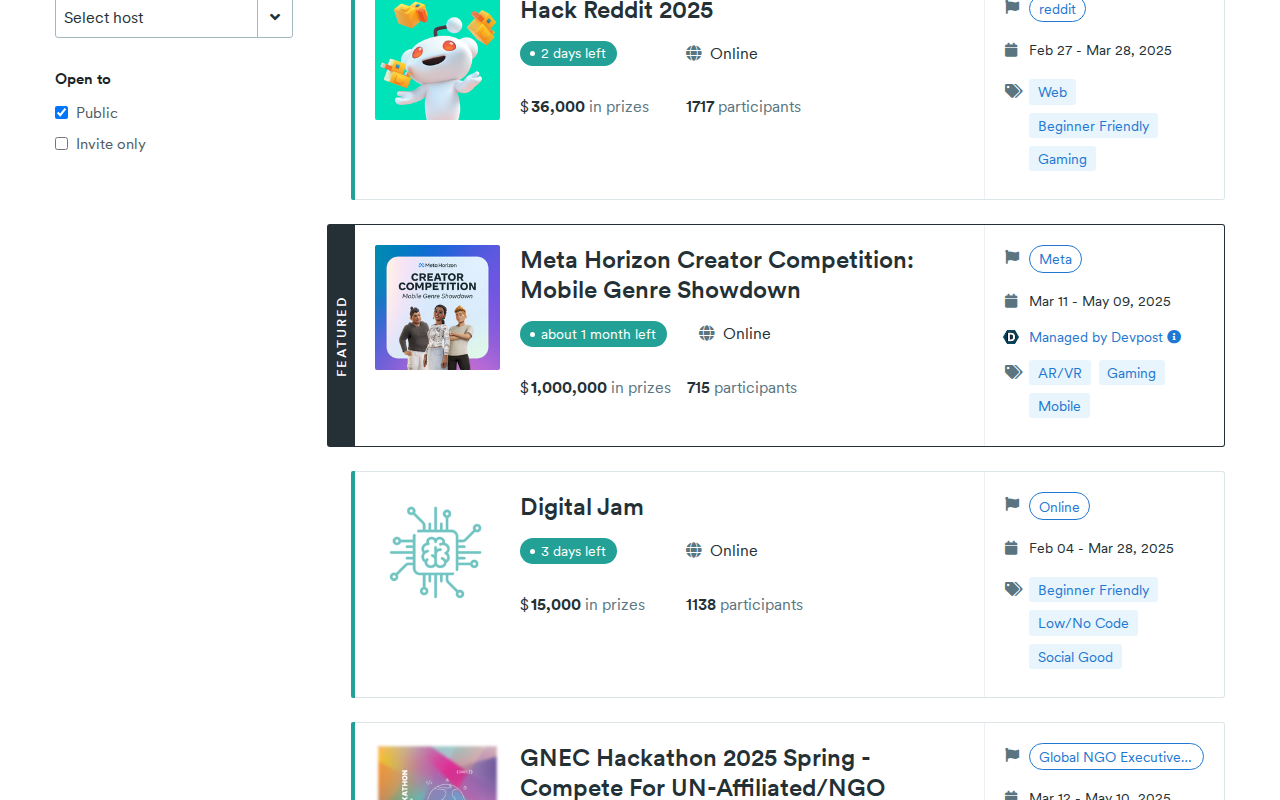 Select host
Open to
Public
Invite only
Hack Reddit 2025
2 days left
Online
$36,000 in prizes
1717 participants
reddit
Feb 27 - Mar 28, 2025
Web
Beginner Friendly
Gaming
FEATURED
Meta Horizon
CREATOR
COMPETITION
Mobile Genre Showdown
Meta Horizon Creator Competition:
Mobile Genre Showdown
about 1 month left
Online
$1,000,000 in prizes
715 participants
Meta
Mar 11 - May 09, 2025
Managed by Devpost
AR/VR
Gaming
Mobile
Digital Jam
3 days left
Online
$15,000 in prizes
1138 participants
Online
Feb 04 - Mar 28, 2025
Beginner Friendly
Low/No Code
Social Good
GNEC Hackathon 2025 Spring -
Compete For UN-Affiliated/NGO
Global NGO Executive...
Mar 12 - May 10, 2025